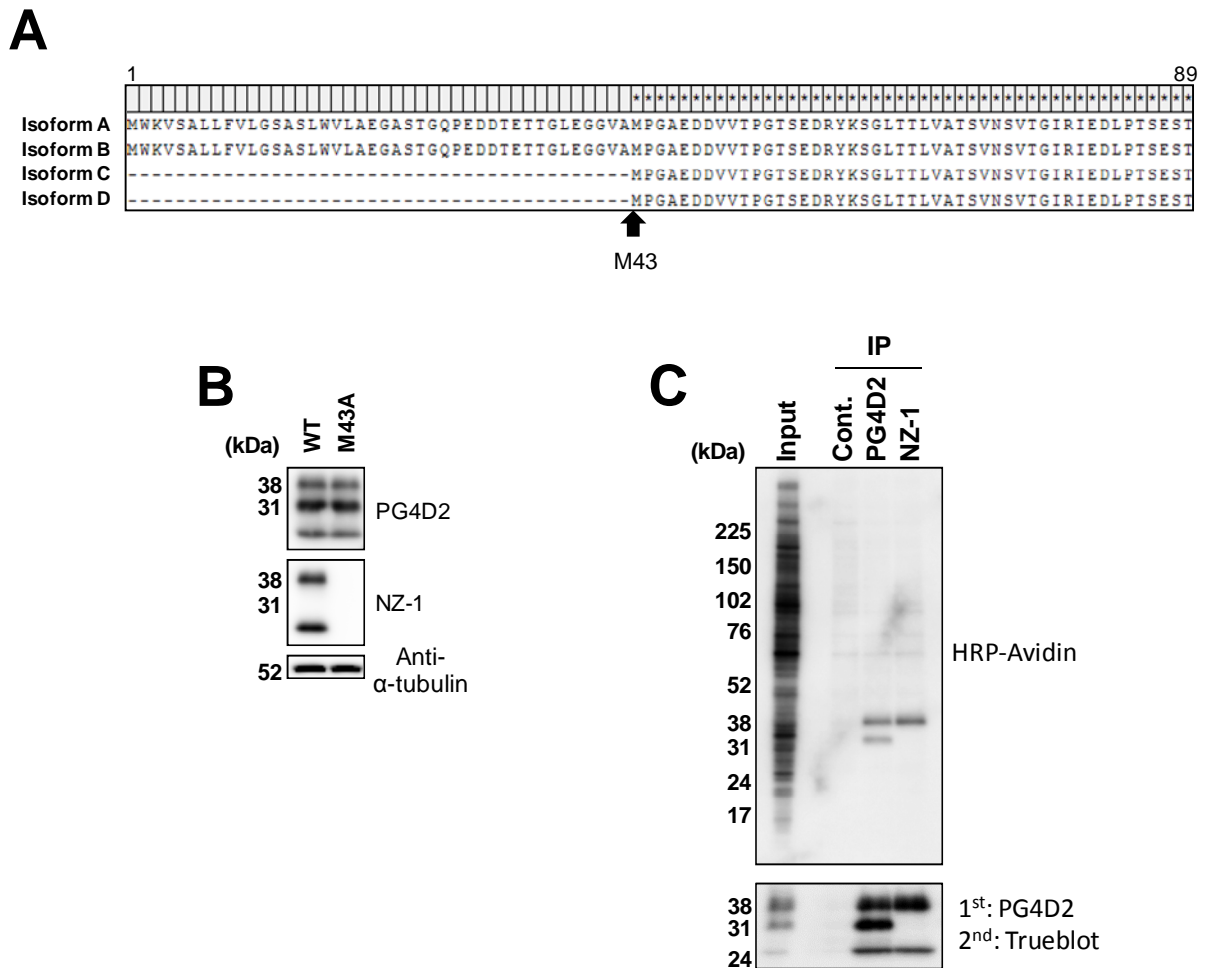 A
1 89
***********************************************
Isoform A MWKVSALLFVLGSASLWVLAEGASTGQPEDDTETTGLEGGVAMPGAEDDVVTPGTSEDRYKSGLTTLVATSVNSVTGIRIEDLPTSEST
Isoform B MWKVSALLFVLGSASLWVLAEGASTGQPEDDTETTGLEGGVAMPGAEDDVVTPGTSEDRYKSGLTTLVATSVNSVTGIRIEDLPTSEST
Isoform C ------------------------------------------MPGAEDDVVTPGTSEDRYKSGLTTLVATSVNSVTGIRIEDLPTSEST
Isoform D ------------------------------------------MPGAEDDVVTPGTSEDRYKSGLTTLVATSVNSVTGIRIEDLPTSEST
M43
B
(kDa) WT M43A
38
31
PG4D2
38
31
NZ-1
52
Anti-
α-tubulin
C
IP
(kDa) Input Cont. PG4D2 NZ-1
225
150
102
76
52
38
31
24
17
HRP-Avidin
38
31
24
1st: PG4D2
2nd: Trueblot